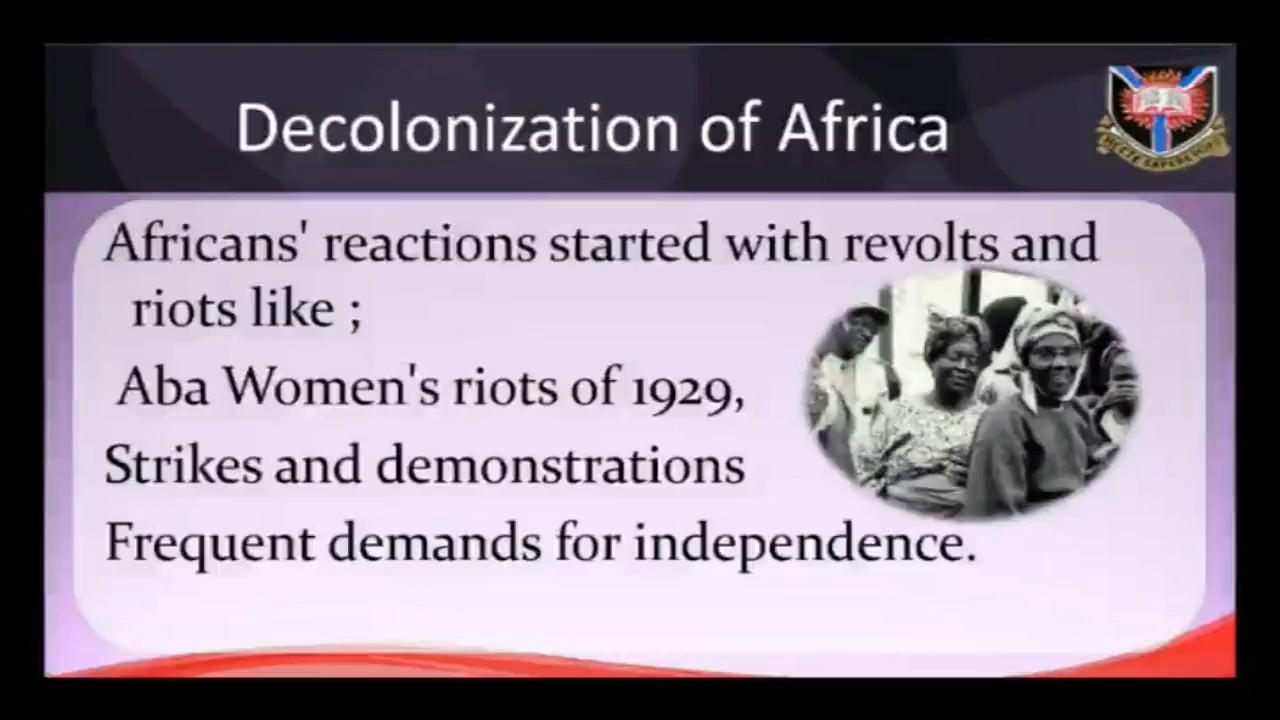 Decolonization of Africa
Africans' reactions started with revolts and
riots like ;
Aba Women's riots of 1929,
Strikes and demonstrations
Frequent demands for independence.